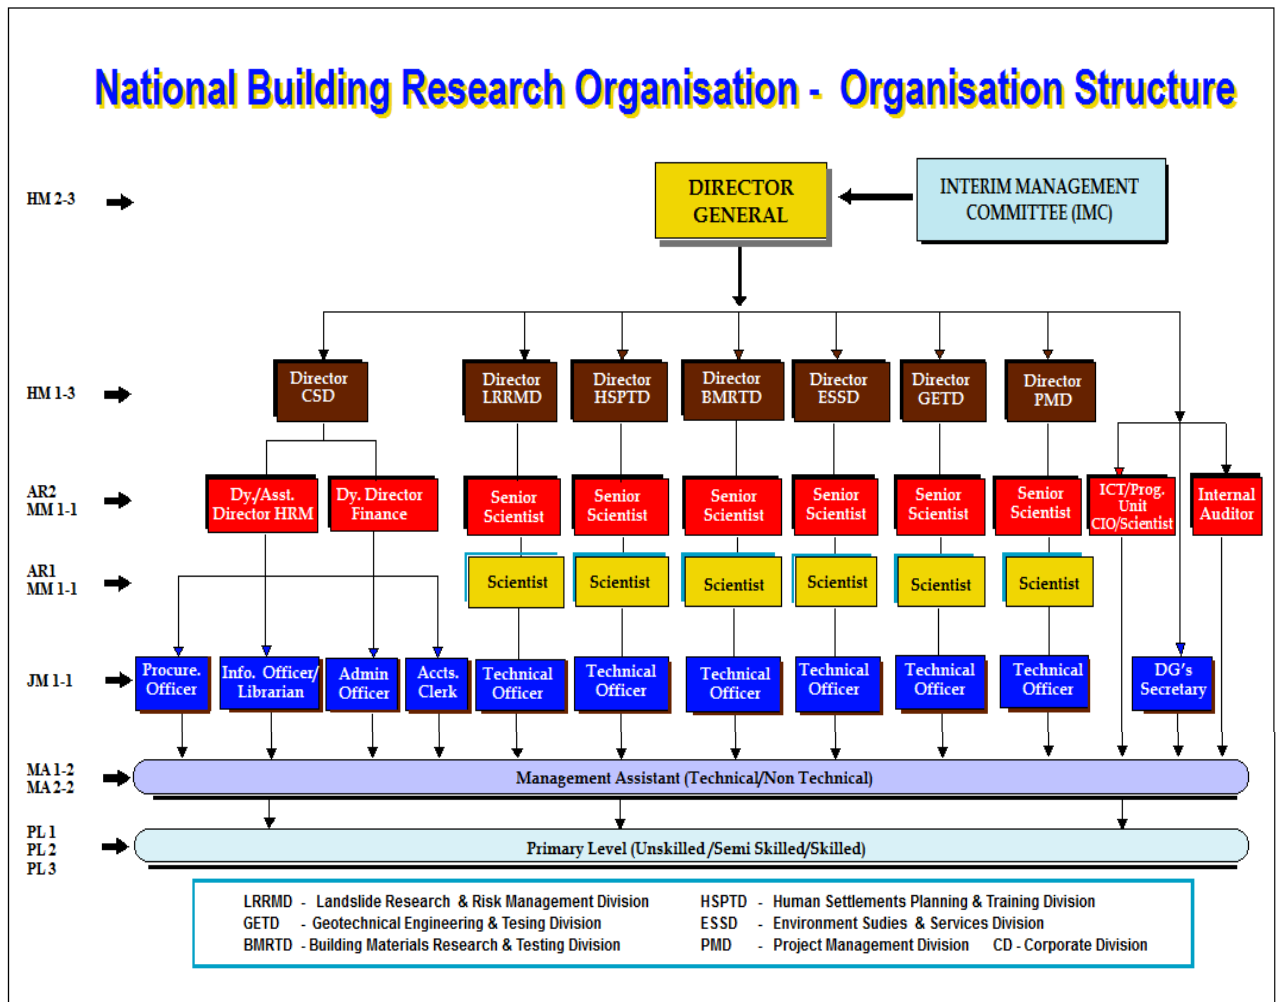 National Building Research Organisation - Organisation Structure
HM 2-3
DIRECTOR
GENERAL
INTERIM MANAGEMENT
COMMITTEE (IMC)
HM 1-3
Director
CSD
Director
LRRMD
Director
HSPTD
Director
BMRTD
Director
ESSD
Director
GETD
Director
PMD
AR2
MM 1-1
Dy./Asst.
Director HRM
Dy. Director
Finance
Senior
Scientist
Senior
Scientist
Senior
Scientist
Senior
Scientist
Senior
Scientist
Senior
Scientist
ICT/Prog.
Unit
CIO/Scientist
Internal
Auditor
AR1
MM 1-1
Scientist
Scientist
Scientist
Scientist
Scientist
Scientist
JM 1-1
Procure.
Officer
Info. Officer/
Librarian
Admin
Officer
Accts.
Clerk
Technical
Officer
Technical
Officer
Technical
Officer
Technical
Officer
Technical
Officer
Technical
Officer
DG's
Secretary
MA 1-2
MA 2-2
Management Assistant (Technical/Non Technical)
PL 1
PL 2
PL 3
Primary Level (Unskilled /Semi Skilled/Skilled)
LRRMD - Landslide Research & Risk Management Division
HSPTD - Human Settlements Planning & Training Division
GETD - Geotechnical Engineering & Tesing Division
ESSD - Environment Sudies & Services Division
BMRTD - Building Materials Research & Testing Division
PMD - Project Management Division CD - Corporate Division